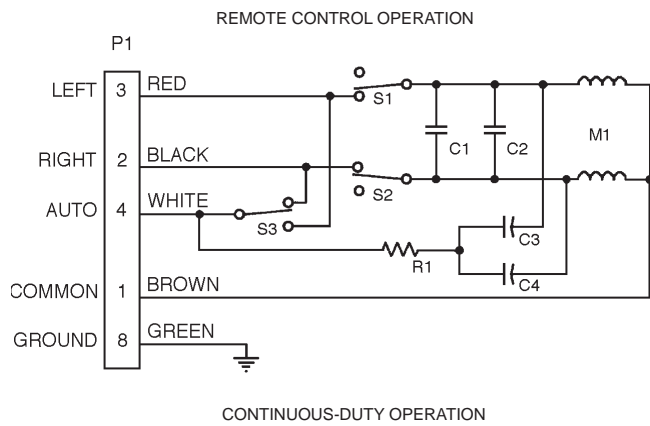 REMOTE CONTROL OPERATION
P1
LEFT 3 RED
S1
C1 C2 M1
RIGHT 2 BLACK
S2
AUTO 4 WHITE
S3
C3
R1
C4
COMMON 1 BROWN
GROUND 8 GREEN
CONTINUOUS-DUTY OPERATION